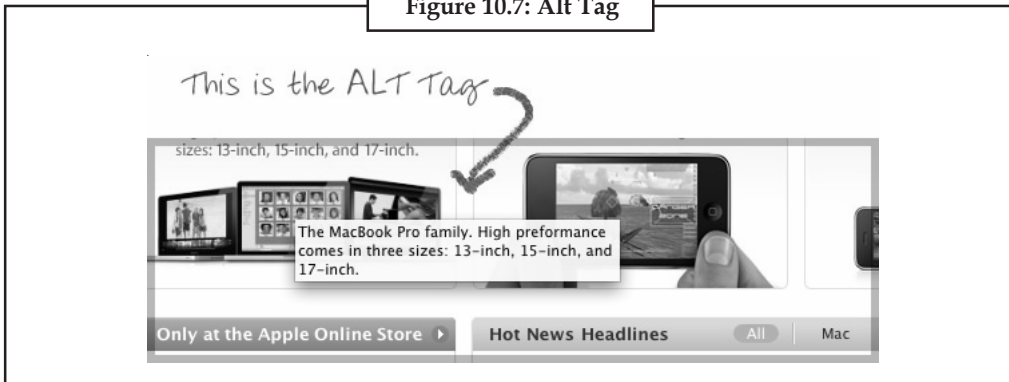 Figure 10.7: Alt Tag
This is the ALT Tag
sizes: 13-inch, 15-inch, and 17-inch.
The MacBook Pro family. High preformance
comes in three sizes: 13-inch, 15-inch, and
17-inch.
Only at the Apple Online Store
Hot News Headlines
All
Mac